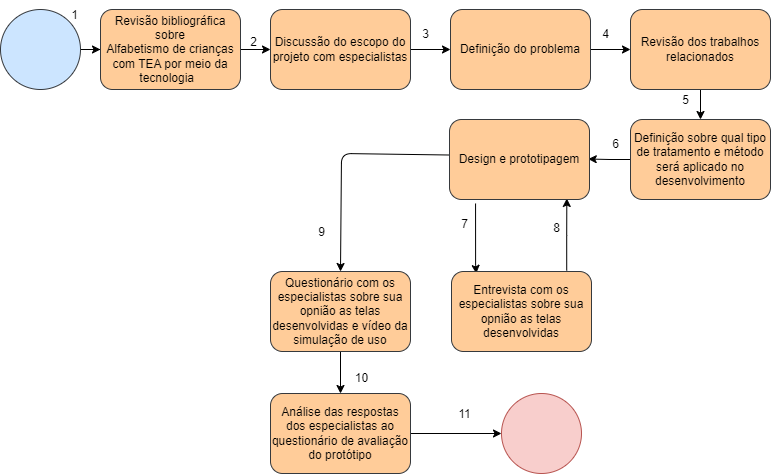 1
Revisão bibliográfica
sobre
Alfabetismo de crianças
com TEA por meio da
tecnologia
2
Discussão do escopo do
projeto com especialistas
3
Definição do problema
4
Revisão dos trabalhos
relacionados
5
Definição sobre qual tipo
de tratamento e método
será aplicado no
desenvolvimento
6
Design e prototipagem
7
8
Entrevista com os
especialistas sobre sua
opnião as telas
desenvolvidas
9
Questionário com os
especialistas sobre sua
opnião as telas
desenvolvidas e vídeo da
simulação de uso
10
Análise das respostas
dos especialistas ao
questionário de avaliação
do protótipo
11